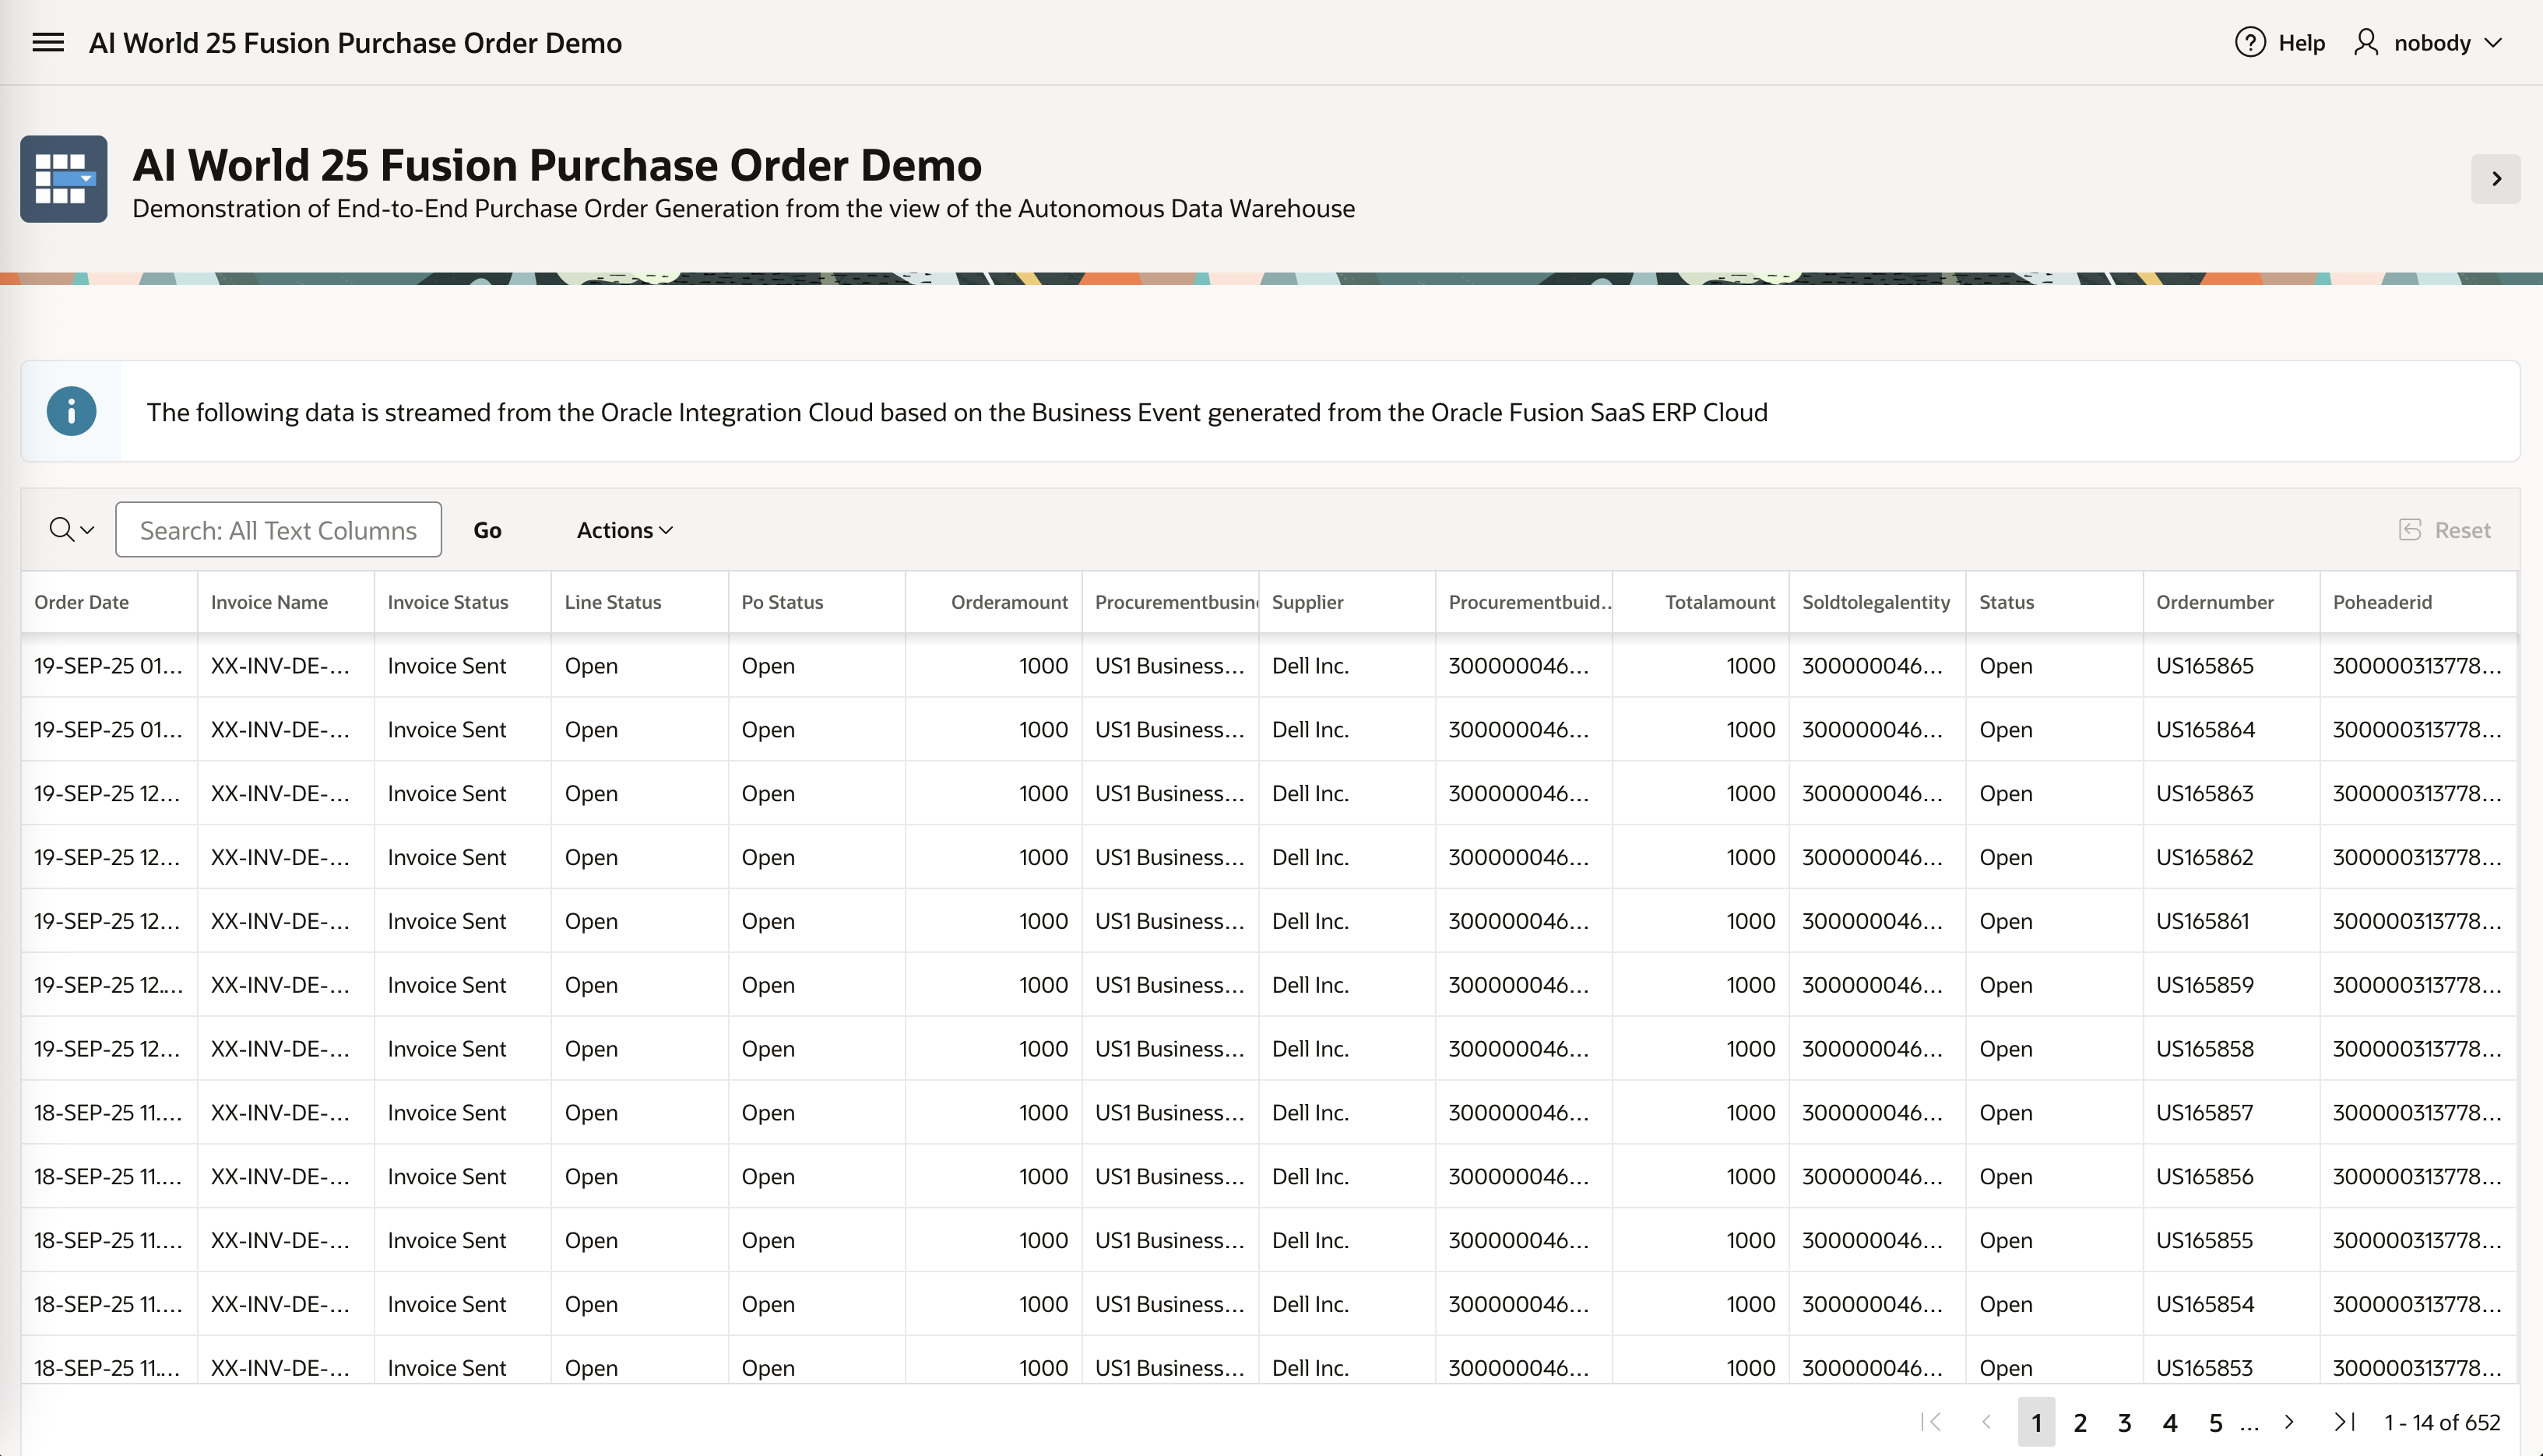 AI World 25 Fusion Purchase Order Demo Help nobody
AI World 25 Fusion Purchase Order Demo
Demonstration of End-to-End Purchase Order Generation from the view of the Autonomous Data Warehouse
The following data is streamed from the Oracle Integration Cloud based on the Business Event generated from the Oracle Fusion SaaS ERP Cloud
Search: All Text Columns Go Actions Reset
Order Date Invoice Name Invoice Status Line Status Po Status Orderamount Procurementbusin Supplier Procurementbuid… Totalamount Soldtolegalentity Status Ordernumber Poheaderid
19-SEP-25 01… XX-INV-DE-… Invoice Sent Open Open 1000 US1 Business… Dell Inc. 300000046… 1000 300000046… Open US165865 300000313778…
19-SEP-25 01… XX-INV-DE-… Invoice Sent Open Open 1000 US1 Business… Dell Inc. 300000046… 1000 300000046… Open US165864 300000313778…
19-SEP-25 12… XX-INV-DE-… Invoice Sent Open Open 1000 US1 Business… Dell Inc. 300000046… 1000 300000046… Open US165863 300000313778…
19-SEP-25 12… XX-INV-DE-… Invoice Sent Open Open 1000 US1 Business… Dell Inc. 300000046… 1000 300000046… Open US165862 300000313778…
19-SEP-25 12… XX-INV-DE-… Invoice Sent Open Open 1000 US1 Business… Dell Inc. 300000046… 1000 300000046… Open US165861 300000313778…
19-SEP-25 12.… XX-INV-DE-… Invoice Sent Open Open 1000 US1 Business… Dell Inc. 300000046… 1000 300000046… Open US165859 300000313778…
19-SEP-25 12… XX-INV-DE-… Invoice Sent Open Open 1000 US1 Business… Dell Inc. 300000046… 1000 300000046… Open US165858 300000313778…
18-SEP-25 11.… XX-INV-DE-… Invoice Sent Open Open 1000 US1 Business… Dell Inc. 300000046… 1000 300000046… Open US165857 300000313778…
18-SEP-25 11.… XX-INV-DE-… Invoice Sent Open Open 1000 US1 Business… Dell Inc. 300000046… 1000 300000046… Open US165856 300000313778…
18-SEP-25 11.… XX-INV-DE-… Invoice Sent Open Open 1000 US1 Business… Dell Inc. 300000046… 1000 300000046… Open US165855 300000313778…
18-SEP-25 11.… XX-INV-DE-… Invoice Sent Open Open 1000 US1 Business… Dell Inc. 300000046… 1000 300000046… Open US165854 300000313778…
18-SEP-25 11.… XX-INV-DE-… Invoice Sent Open Open 1000 US1 Business… Dell Inc. 300000046… 1000 300000046… Open US165853 300000313778…
1 2 3 4 5 … 1 - 14 of 652